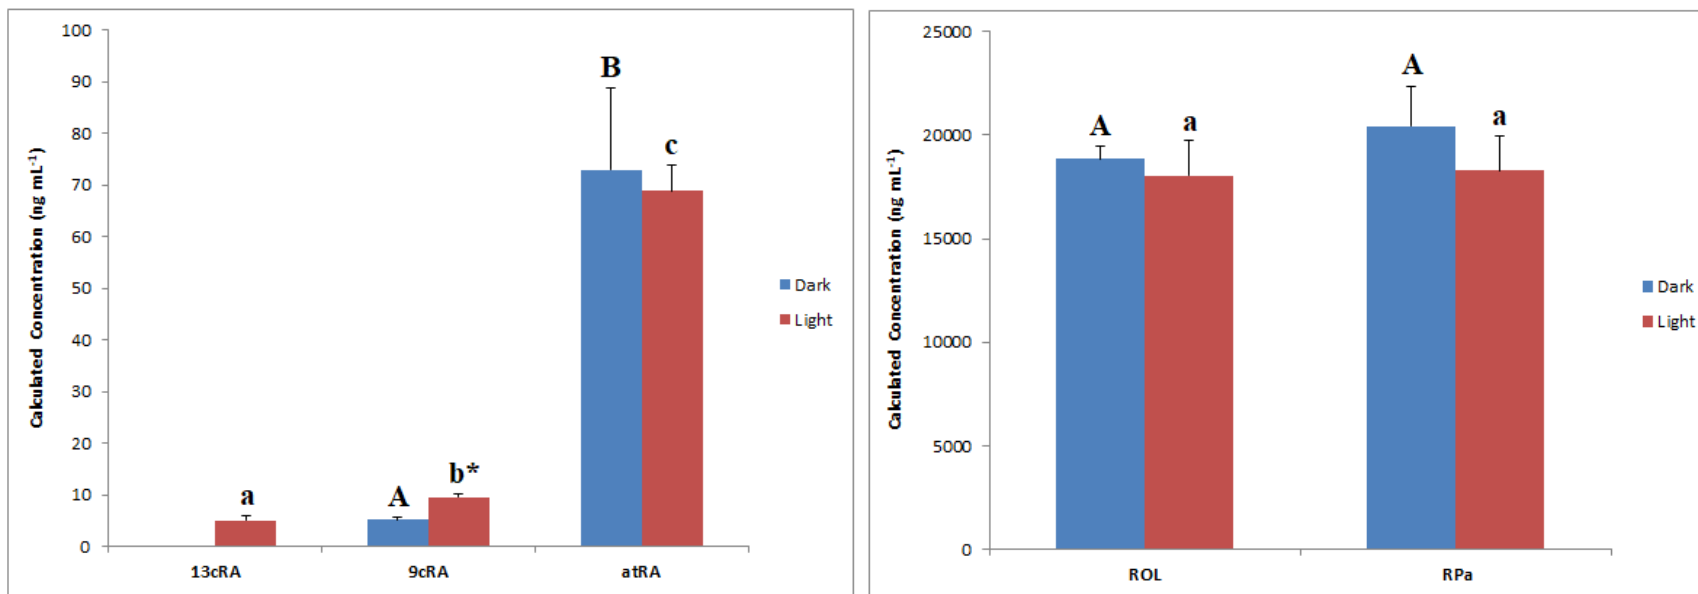 Calculated Concentration (ng mL⁻¹)
100
90
80
70
60
50
40
30
20
10
0
a
A
b*
B
c
13cRA
9cRA
atRA
Dark
Light
Calculated Concentration (ng mL⁻¹)
25000
20000
15000
10000
5000
0
A
a
A
a
ROL
RPa
Dark
Light